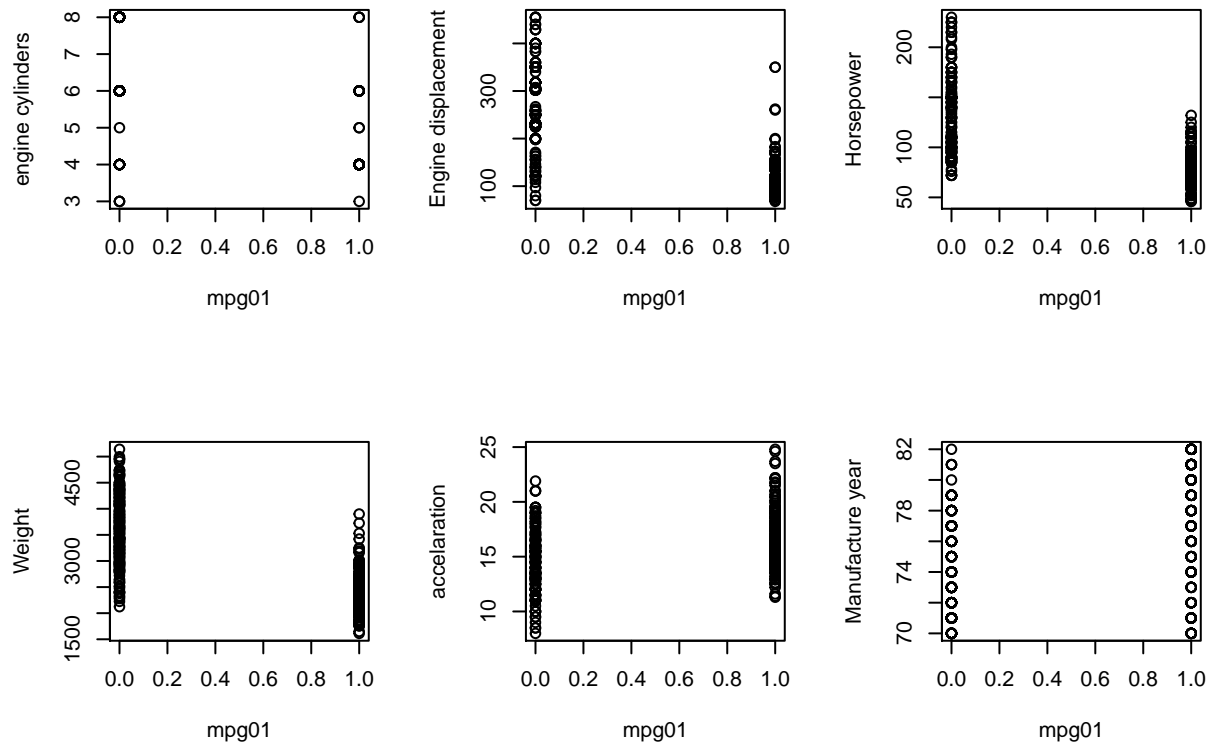 engine cylinders
8
7
6
5
4
3
0.0 0.2 0.4 0.6 0.8 1.0
mpg01
Engine displacement
300
100
0.0 0.2 0.4 0.6 0.8 1.0
mpg01
Horsepower
200
100
50
0.0 0.2 0.4 0.6 0.8 1.0
mpg01
Weight
4500
3000
1500
0.0 0.2 0.4 0.6 0.8 1.0
mpg01
accelaration
25
20
15
10
0.0 0.2 0.4 0.6 0.8 1.0
mpg01
Manufacture year
82
78
74
70
0.0 0.2 0.4 0.6 0.8 1.0
mpg01